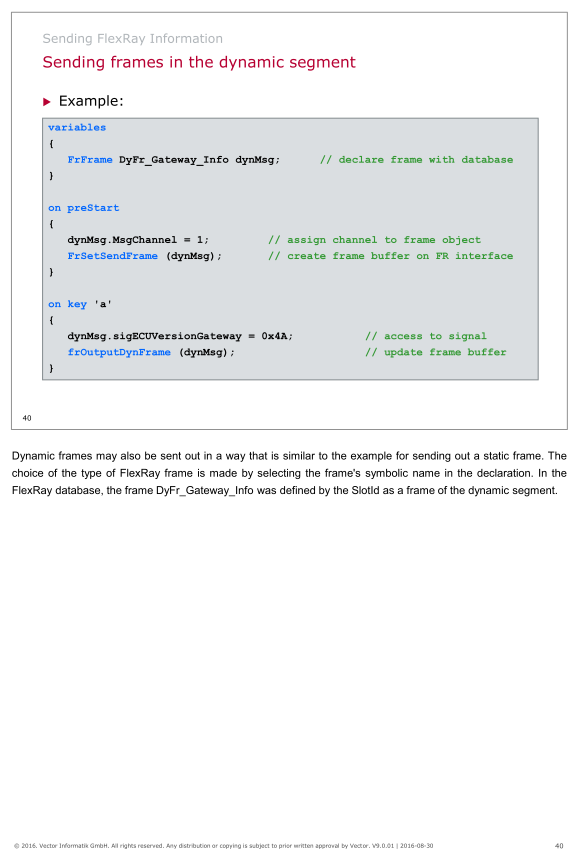 Sending FlexRay Information
Sending frames in the dynamic segment
Example:
variables
{
FrFrame DyFr_Gateway_Info dynMsg; // declare frame with database
}
on preStart
{
dynMsg.MsgChannel = 1; // assign channel to frame object
FrSetSendFrame (dynMsg); // create frame buffer on FR interface
}
on key 'a'
{
dynMsg.sigECUVersionGateway = 0x4A; // access to signal
frOutputDynFrame (dynMsg); // update frame buffer
}
40
Dynamic frames may also be sent out in a way that is similar to the example for sending out a static frame. The
choice of the type of FlexRay frame is made by selecting the frame's symbolic name in the declaration. In the
FlexRay database, the frame DyFr_Gateway_Info was defined by the SlotId as a frame of the dynamic segment.
© 2016. Vector Informatik GmbH. All rights reserved. Any distribution or copying is subject to prior written approval by Vector. V9.0.01 | 2016-08-30 40